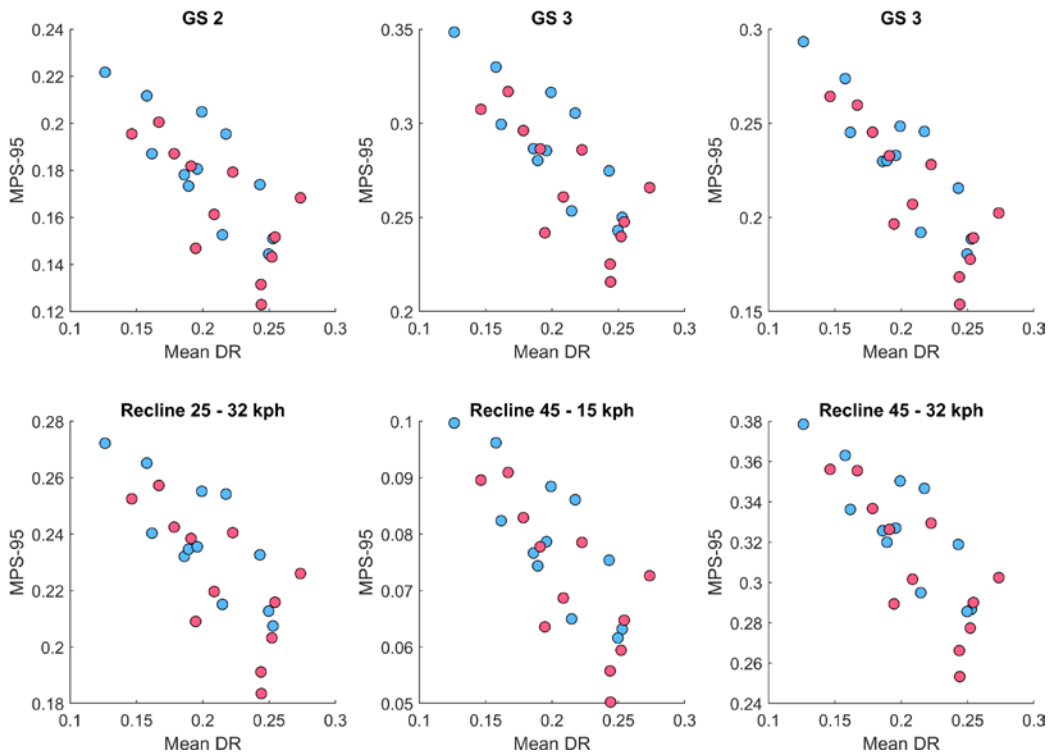 GS 2
GS 3
GS 3
0.24
0.22
0.2
0.18
0.16
0.14
0.12
MPS-95
0.1 0.15 0.2 0.25 0.3
Mean DR
0.35
0.3
0.25
0.2
MPS-95
0.1 0.15 0.2 0.25 0.3
Mean DR
0.3
0.25
0.2
0.15
MPS-95
0.1 0.15 0.2 0.25 0.3
Mean DR
Recline 25 - 32 kph
Recline 45 - 15 kph
Recline 45 - 32 kph
0.28
0.26
0.24
0.22
0.2
0.18
MPS-95
0.1 0.15 0.2 0.25 0.3
Mean DR
0.1
0.09
0.08
0.07
0.06
0.05
MPS-95
0.1 0.15 0.2 0.25 0.3
Mean DR
0.38
0.36
0.34
0.32
0.3
0.28
0.26
0.24
MPS-95
0.1 0.15 0.2 0.25 0.3
Mean DR